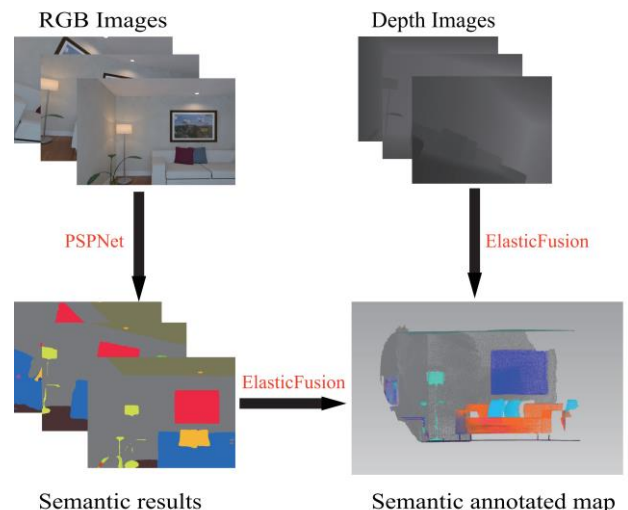 RGB Images
Depth Images
PSPNet
ElasticFusion
ElasticFusion
Semantic results
Semantic annotated map